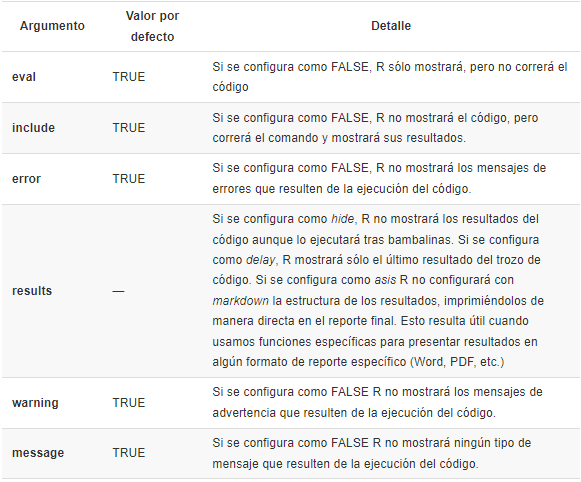 Argumento
Valor por
defecto
Detalle
eval
TRUE
Si se configura como FALSE, R sólo mostrará, pero no correrá el
código
include
TRUE
Si se configura como FALSE, R no mostrará el código, pero
correrá el comando y mostrará sus resultados.
error
TRUE
Si se configura como FALSE, R no mostrará los mensajes de
errores que resulten de la ejecución del código.
results
—
Si se configura como hide, R no mostrará los resultados del
código aunque lo ejecutará tras bambalinas. Si se configura
como delay, R mostrará sólo el último resultado del trozo de
código. Si se configura como asis R no configurará con
markdown la estructura de los resultados, imprimiéndolos de
manera directa en el reporte final. Esto resulta útil cuando
usamos funciones específicas para presentar resultados en
algún formato de reporte específico (Word, PDF, etc.)
warning
TRUE
Si se configura como FALSE R no mostrará los mensajes de
advertencia que resulten de la ejecución del código.
message
TRUE
Si se configura como FALSE R no mostrará ningún tipo de
mensaje que resulten de la ejecución del código.